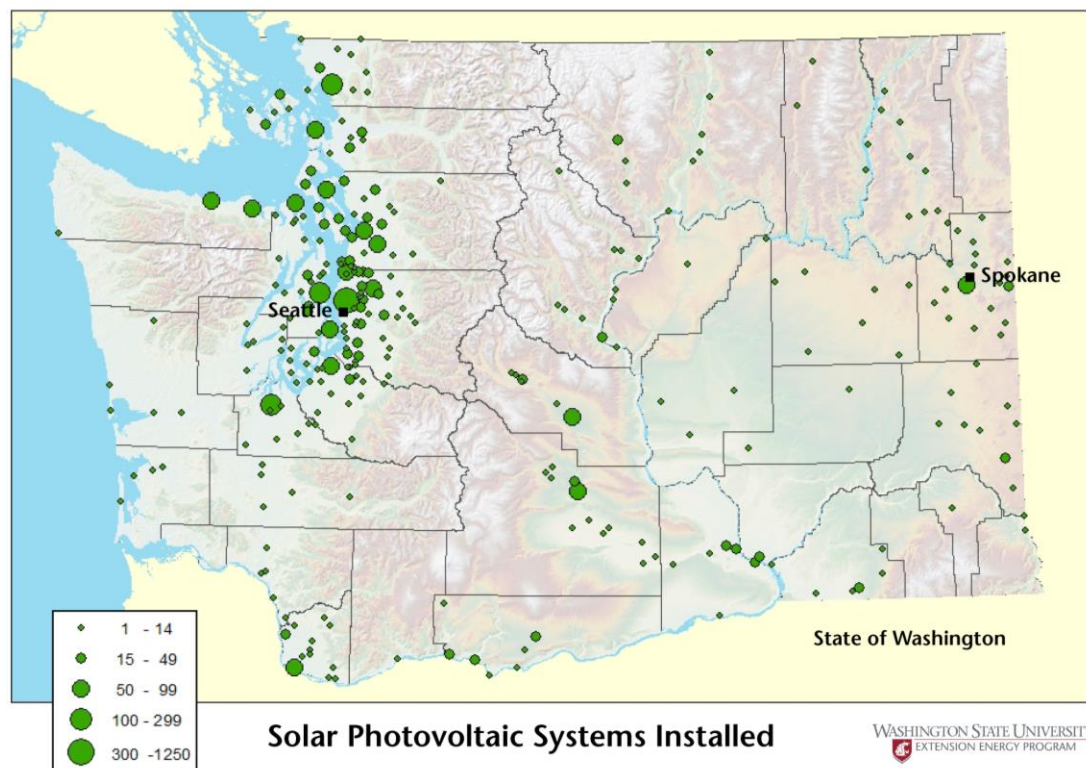 Spokane
Seattle
State of Washington
1 - 14
15 - 49
50 - 99
100 - 299
300 -1250
Solar Photovoltaic Systems Installed
WASHINGTON STATE UNIVERSITY
EXTENSION ENERGY PROGRAM